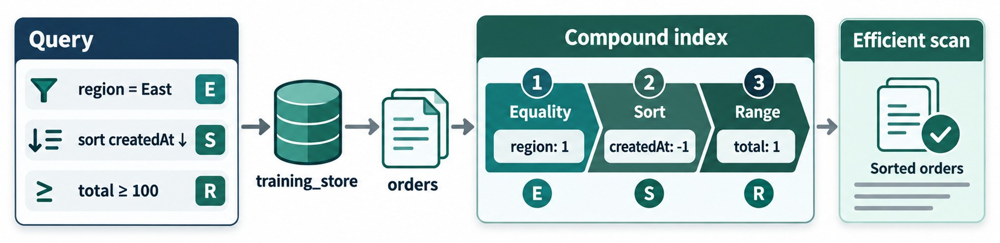 Query
region = East E
sort createdAt ↓ S
≥ total ≥ 100 R
training_store
orders
Compound index
1 2 3
Equality Sort Range
region: 1 createdAt: -1 total: 1
E S R
Efficient scan
Sorted orders